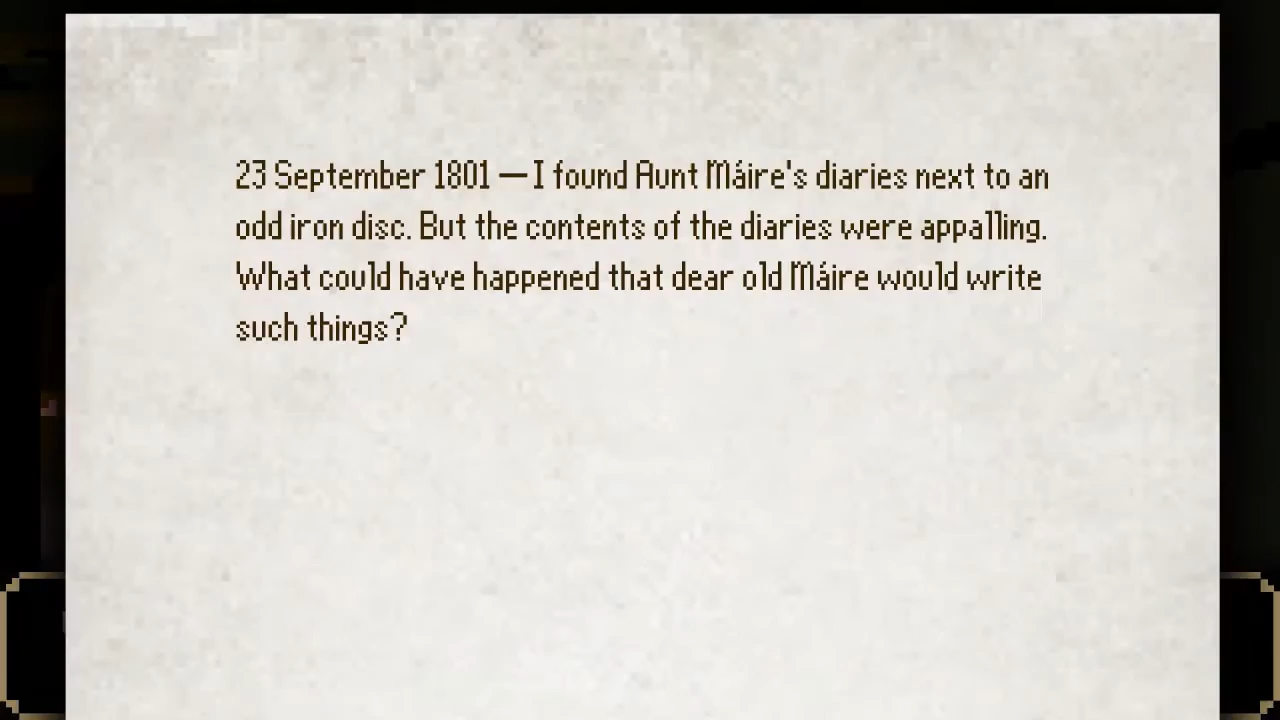 23 September 1801 — I found Aunt Máire's diaries next to an
odd iron disc. But the contents of the diaries were appalling.
What could have happened that dear old Máire would write
such things?